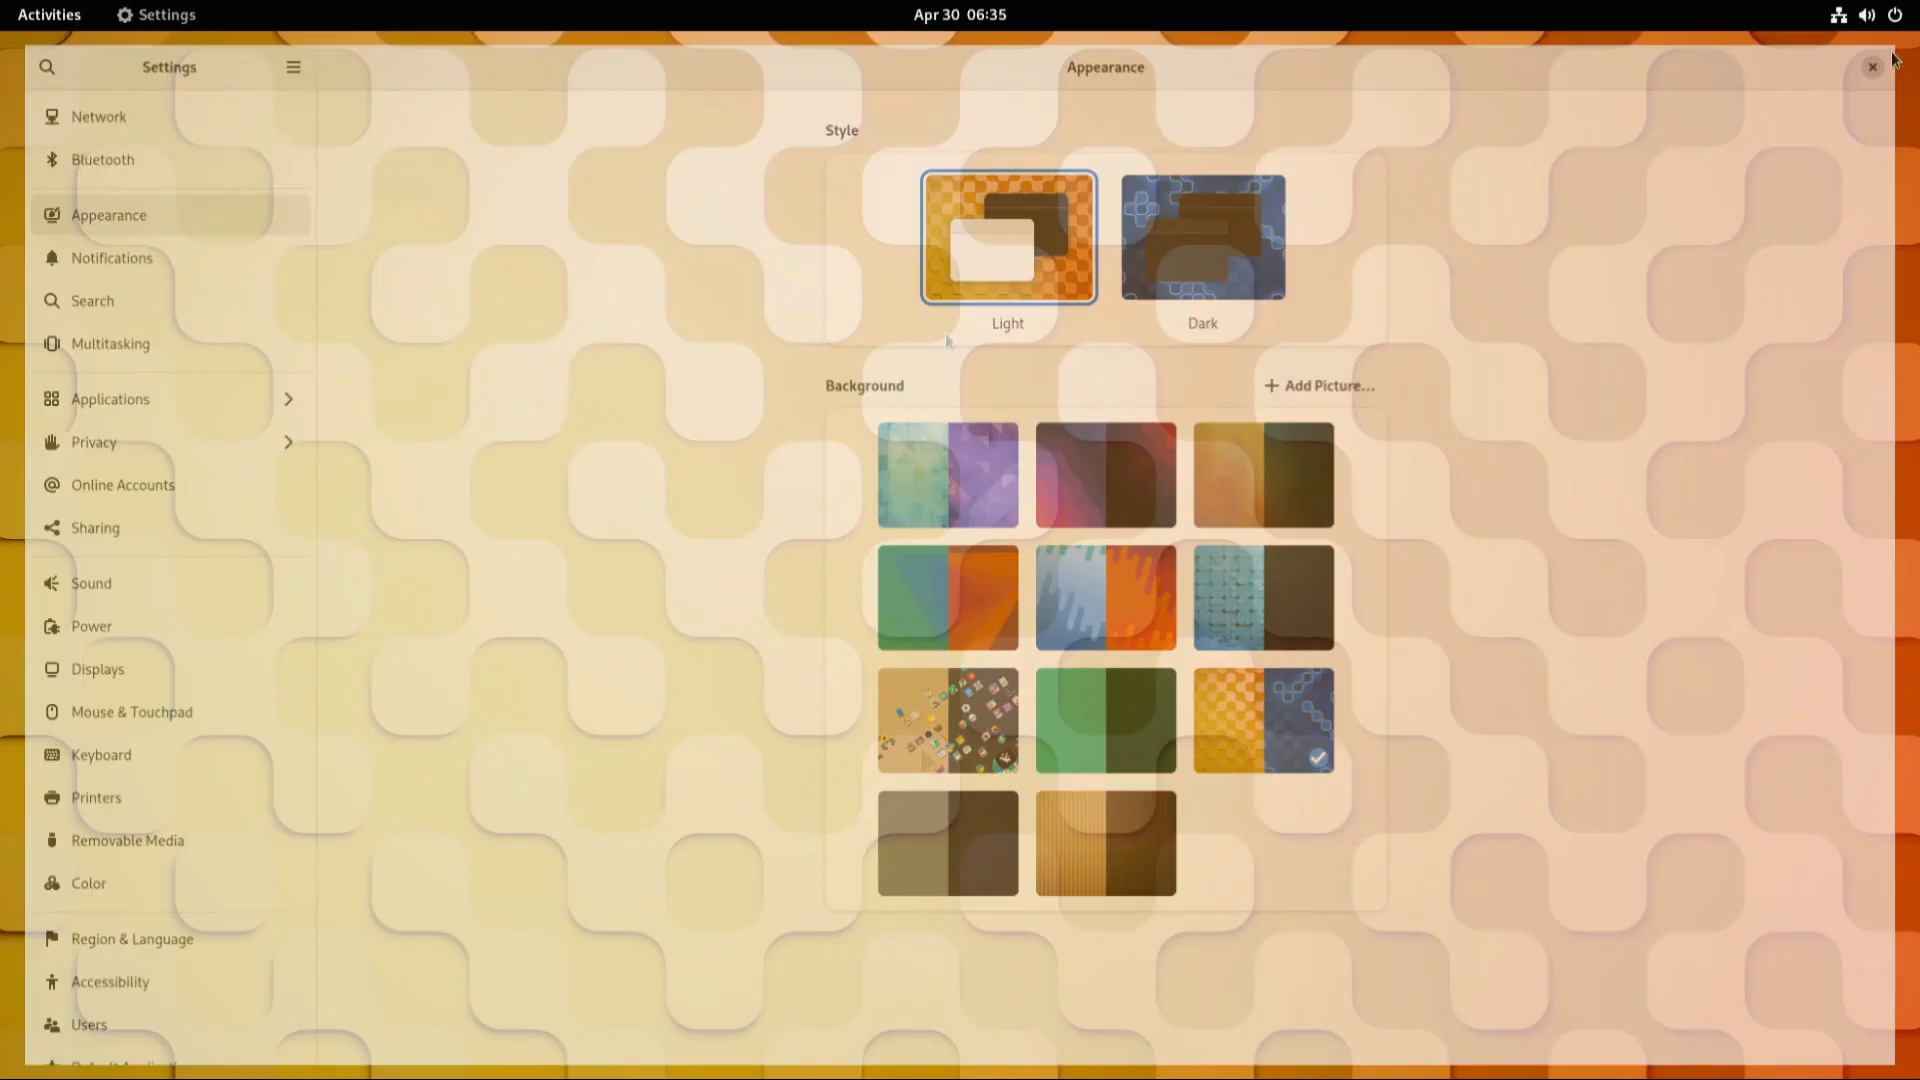 Activities
Settings
Apr 30 06:35
Settings
Appearance
Network
Bluetooth
Appearance
Notifications
Search
Multitasking
Applications
Privacy
Online Accounts
Sharing
Sound
Power
Displays
Mouse & Touchpad
Keyboard
Printers
Removable Media
Color
Region & Language
Accessibility
Users
Style
Light
Dark
Background
Add Picture...